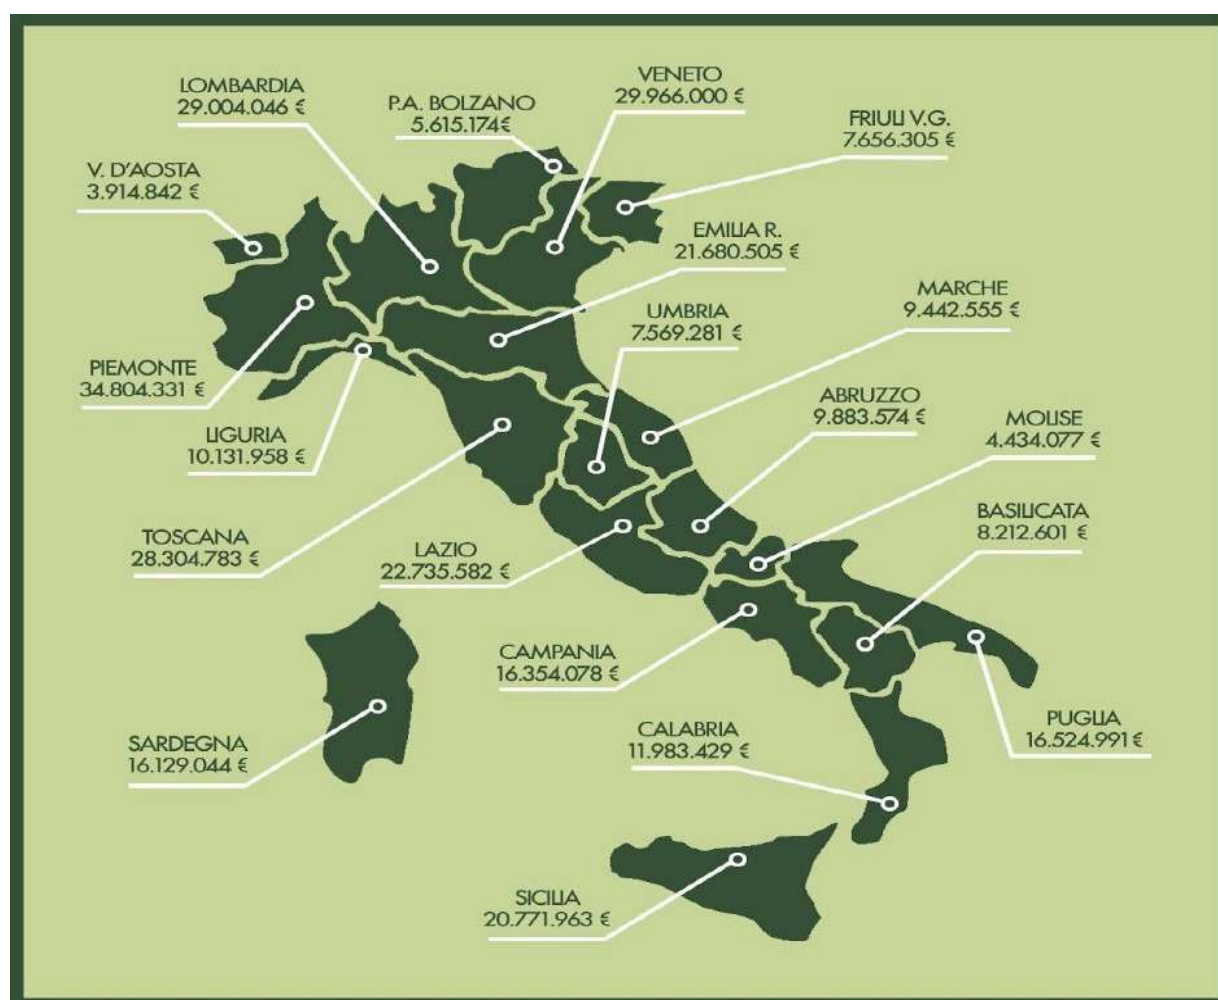 LOMBARDIA
29.004.046 €
P.A. BOLZANO
5.615.174€
VENETO
29.966.000 €
FRIULI V.G.
7.656.305 €
V. D'AOSTA
3.914.842 €
EMILIA R.
21.680.505 €
MARCHE
9.442.555 €
UMBRIA
7.569.281 €
PIEMONTE
34.804.331 €
ABRUZZO
9.883.574 €
MOLISE
4.434.077 €
LIGURIA
10.131.958 €
BASILICATA
8.212.601 €
TOSCANA
28.304.783 €
LAZIO
22.735.582 €
CAMPANIA
16.354.078 €
PUGLIA
16.524.991 €
CALABRIA
11.983.429 €
SARDEGNA
16.129.044 €
SICILIA
20.771.963 €